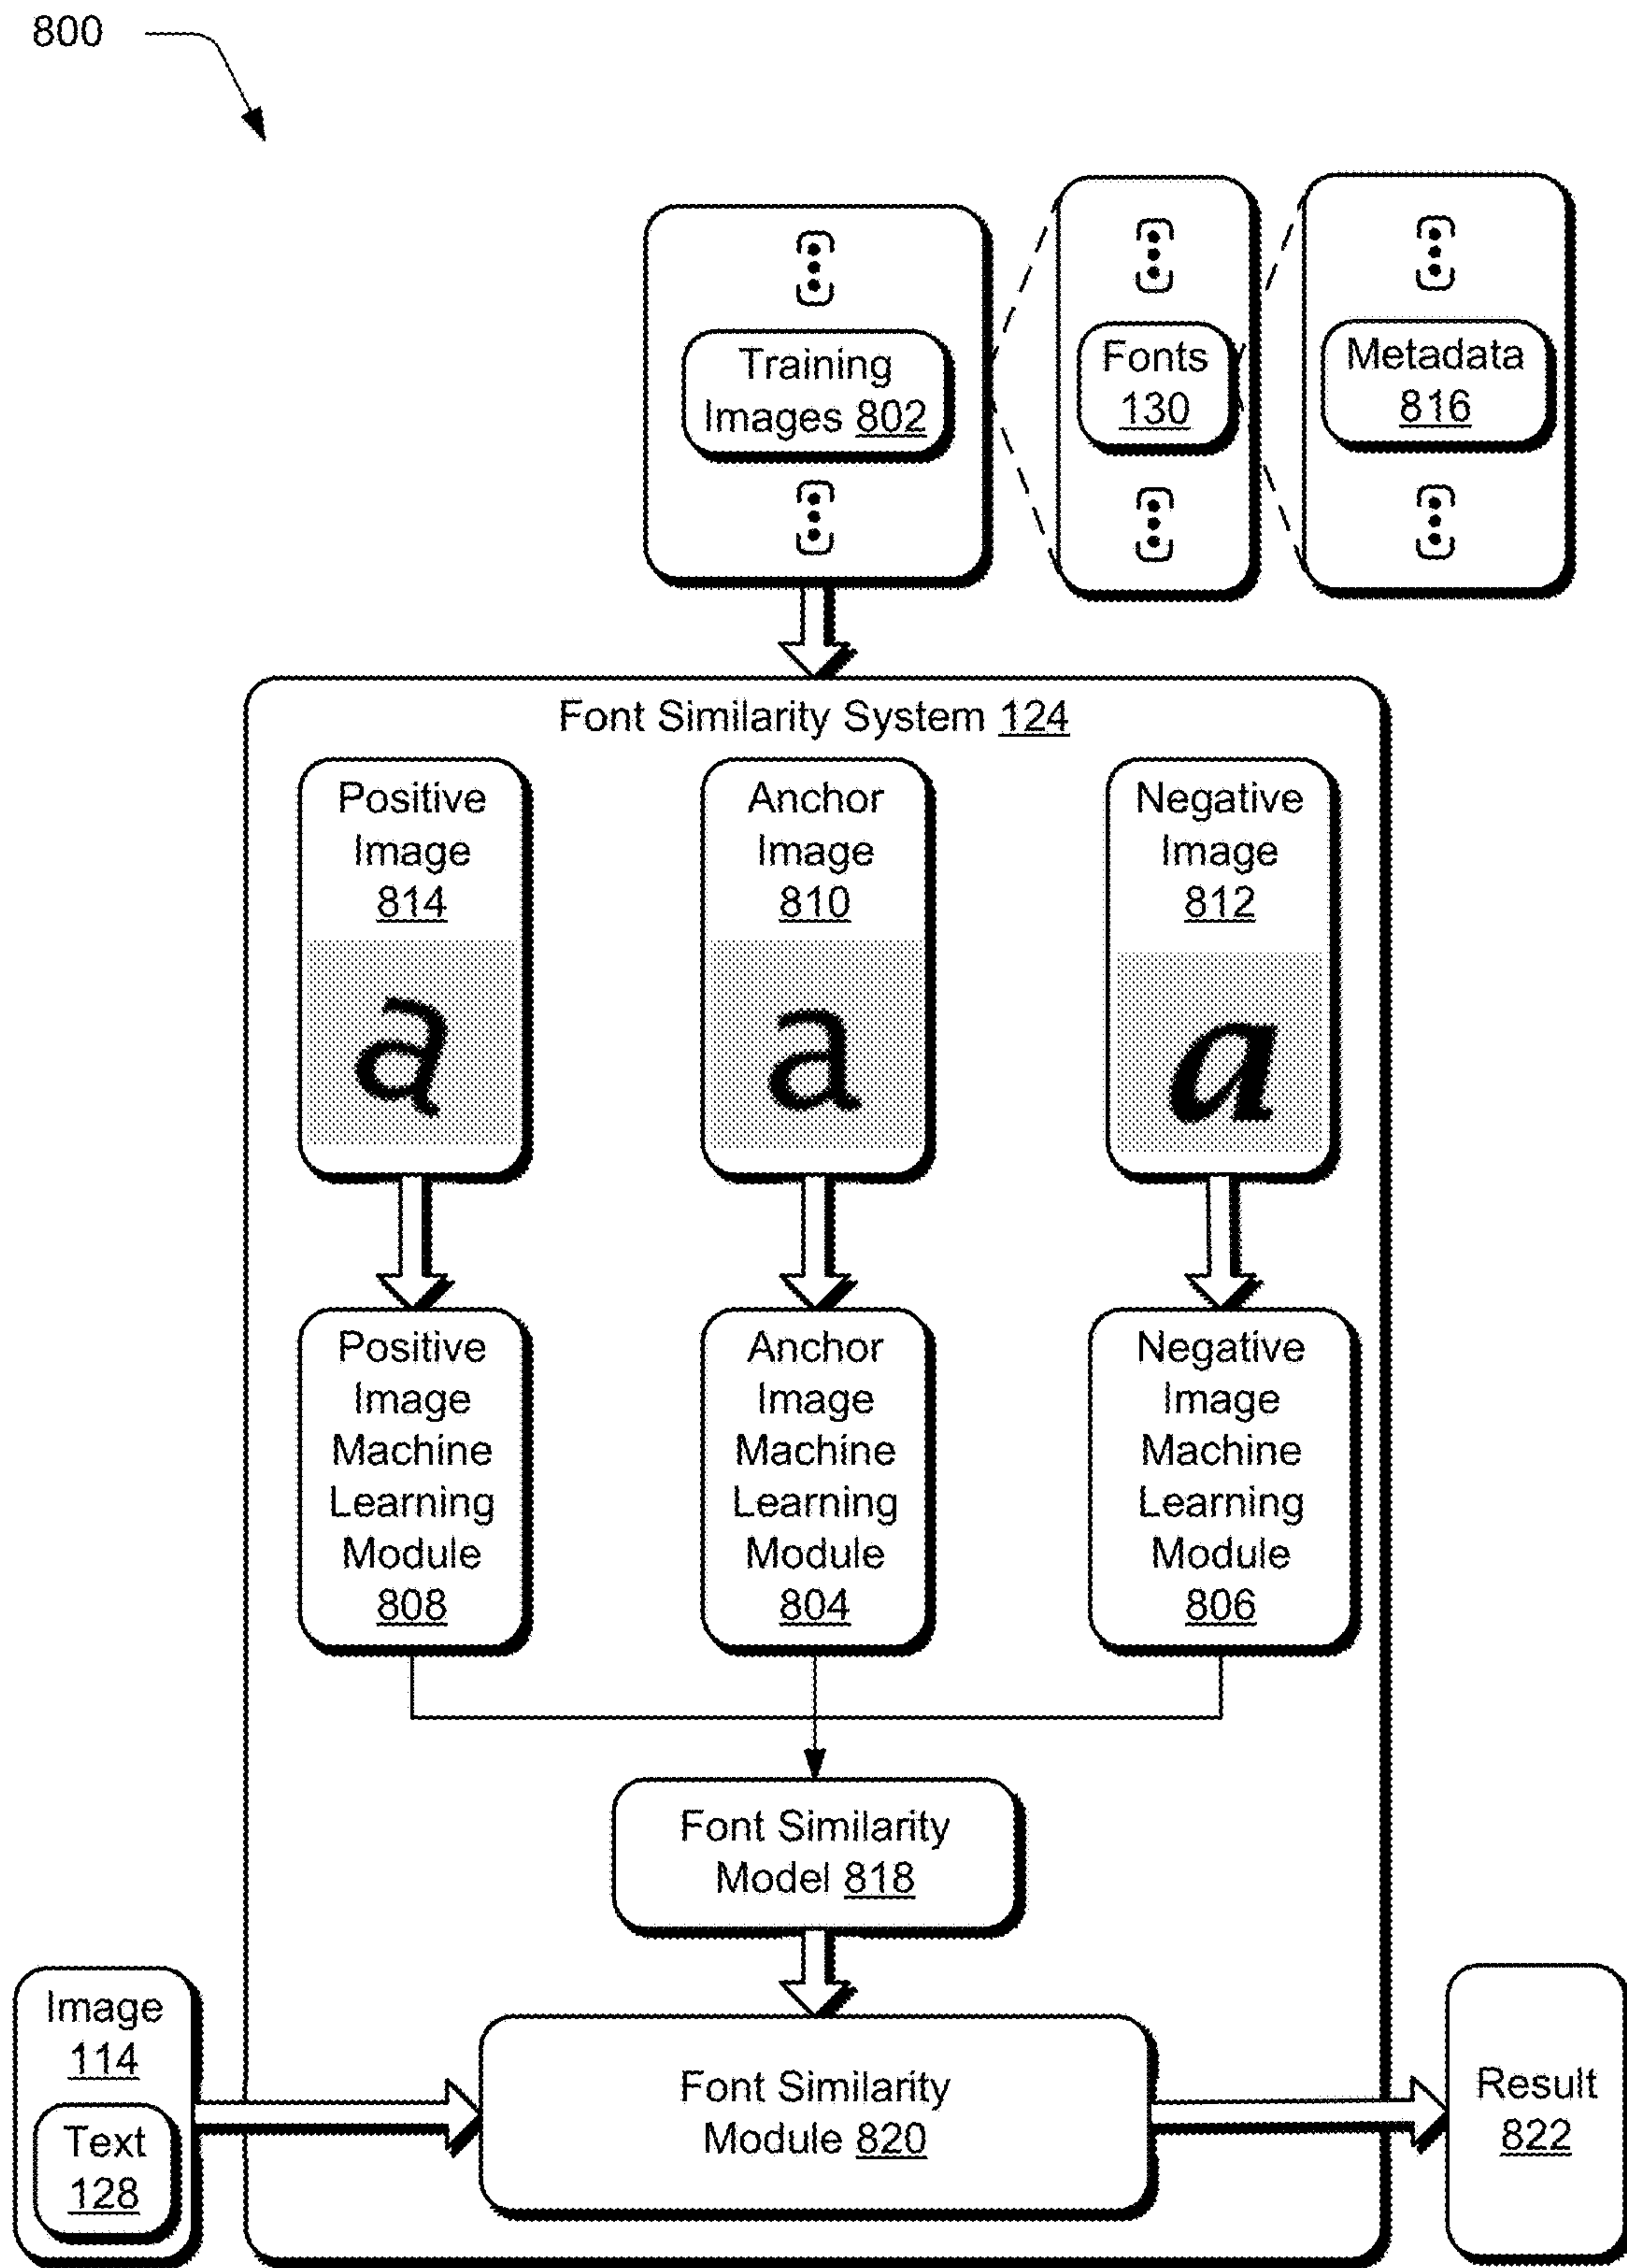 800
Training
Images 802
Fonts
130
Metadata
816
Font Similarity System 124
Positive
Image
814
a
Anchor
Image
810
a
Negative
Image
812
a
Positive
Image
Machine
Learning
Module
808
Anchor
Image
Machine
Learning
Module
804
Negative
Image
Machine
Learning
Module
806
Font Similarity
Model 818
Image
114
Text
128
Font Similarity
Module 820
Result
822